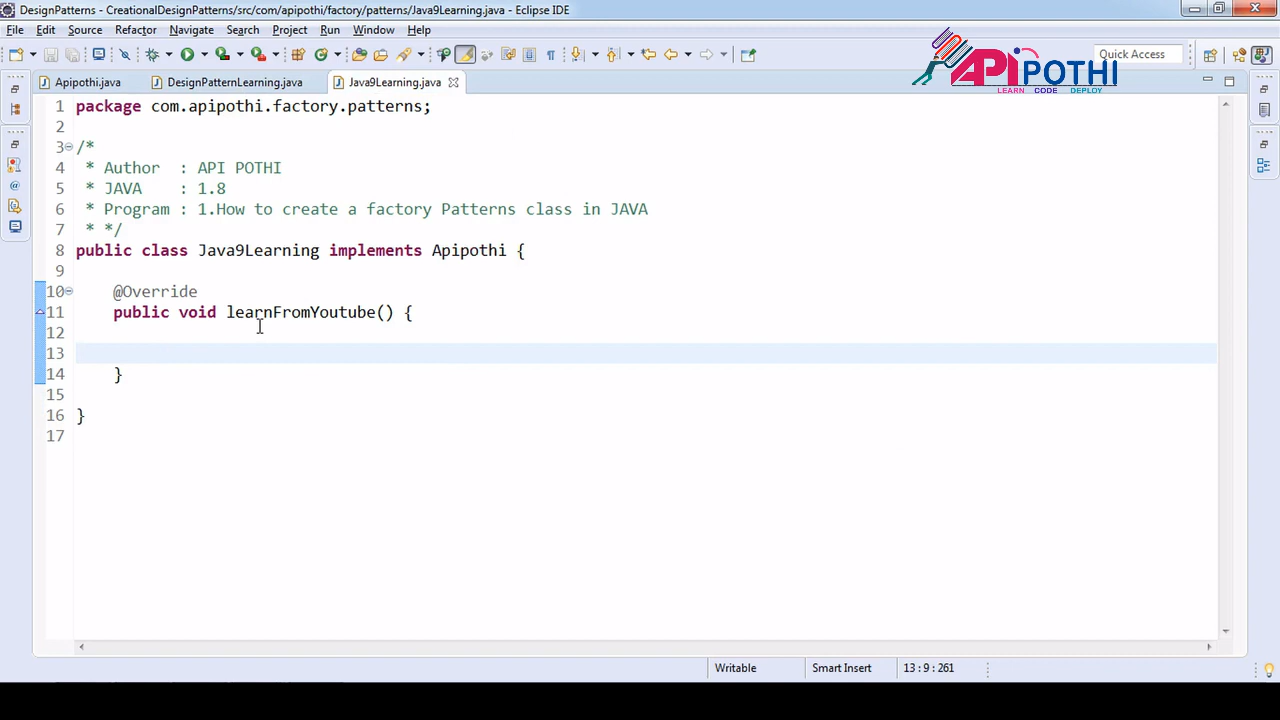 DesignPatterns - CreationalDesignPatterns/src/com/apipothi/factory/patterns/Java9Learning.java - Eclipse IDE
File Edit Source Refactor Navigate Search Project Run Window Help
Quick Access
APiPOTHI
LEARN CODE DEPLOY
Apipothi.java DesignPatternLearning.java Java9Learning.java
1 package com.apipothi.factory.patterns;
2
3 /*
4 * Author : API POTHI
5 * JAVA : 1.8
6 * Program : 1.How to create a factory Patterns class in JAVA
7 * */
8 public class Java9Learning implements Apipothi {
9
10 @Override
11 public void learnFromYoutube() {
12
13
14 }
15
16 }
17
Writable Smart Insert 13 : 9 : 261